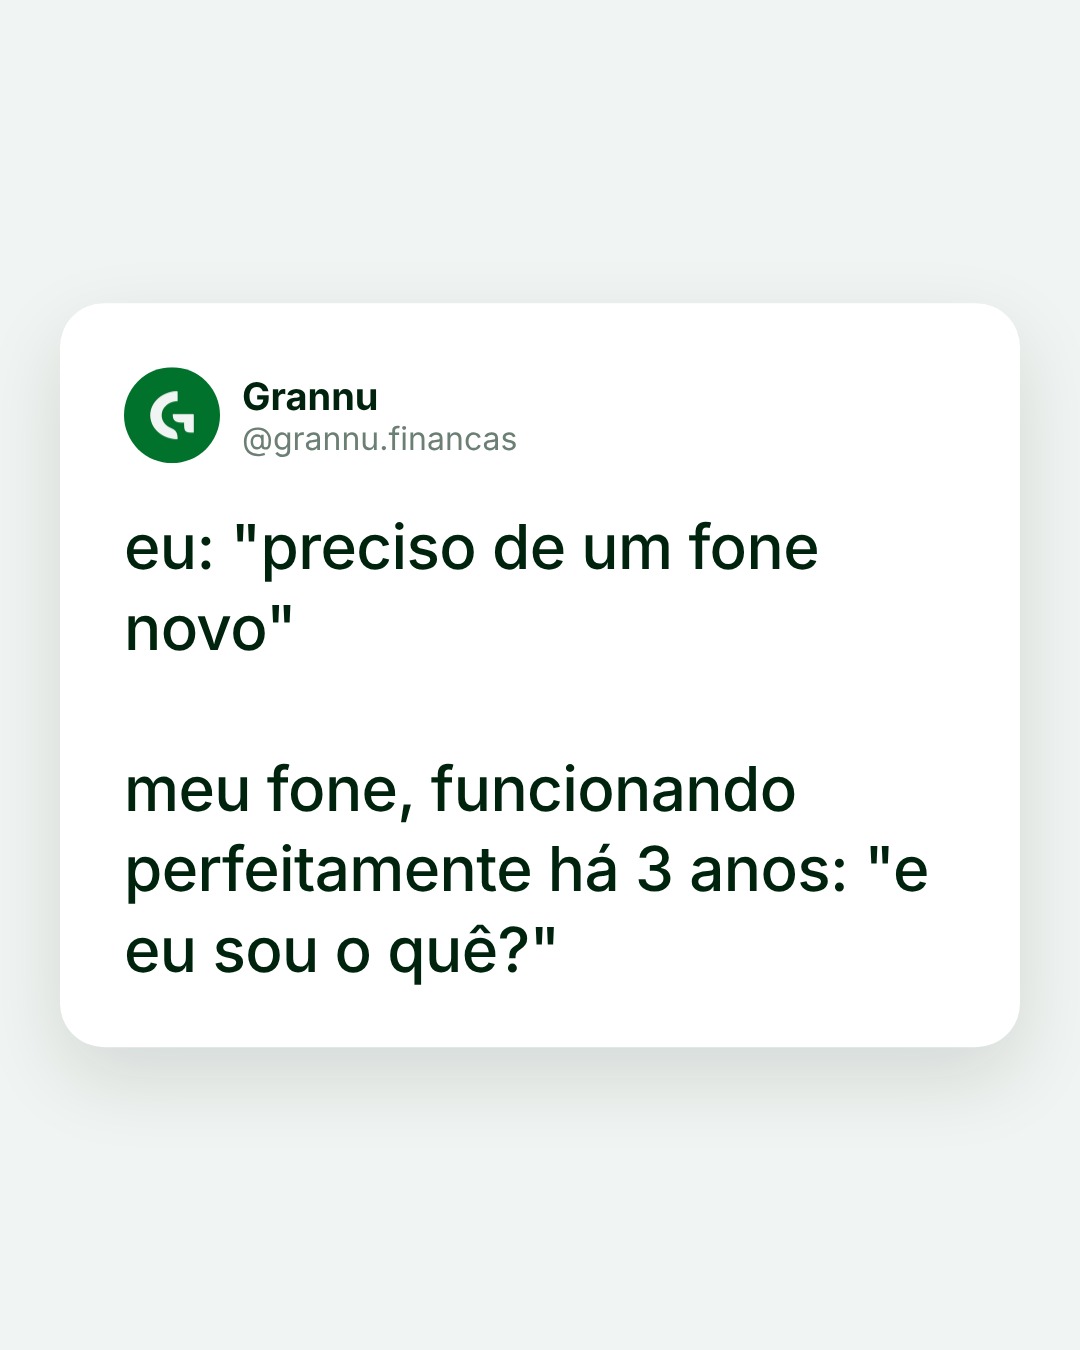 Grannu
@grannu.financas
eu: "preciso de um fone
novo"
meu fone, funcionando
perfeitamente há 3 anos: "e
eu sou o quê?"